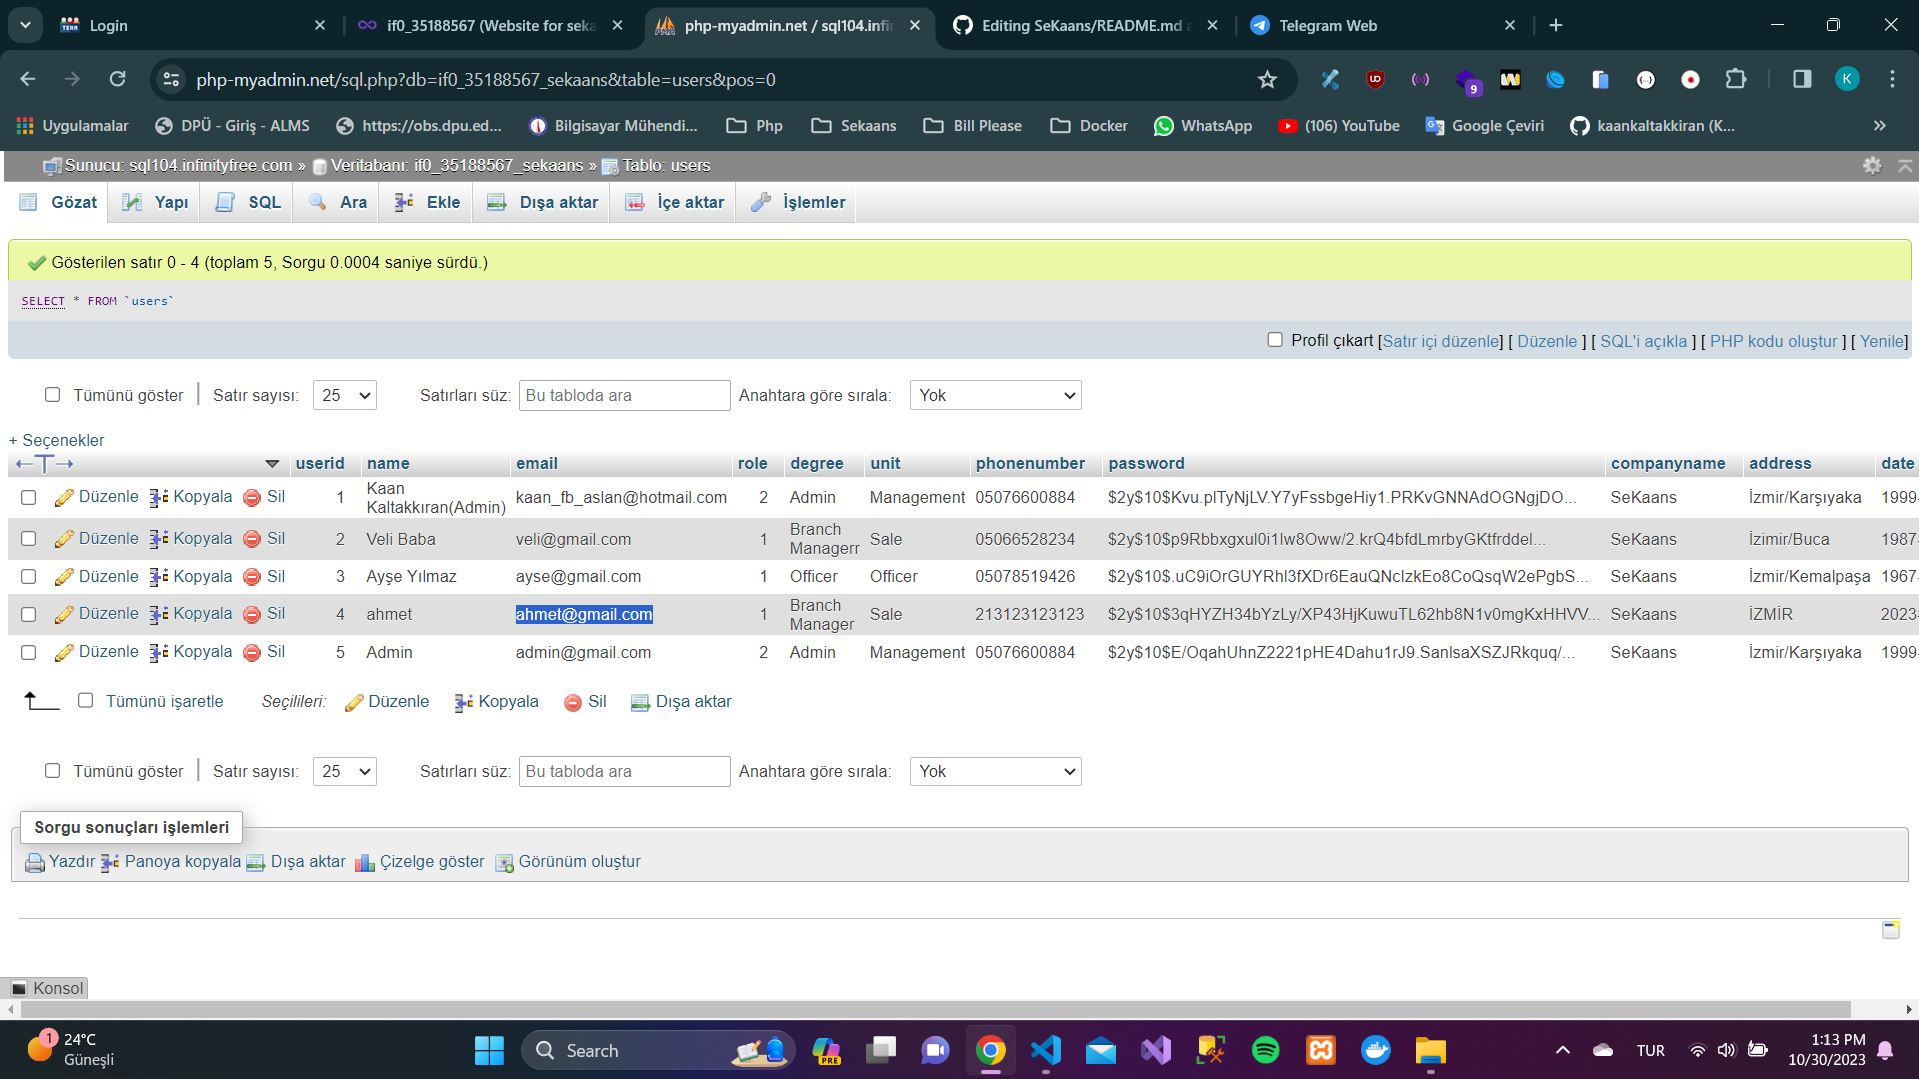 Login
if0_35188567 (Website for seka
php-myadmin.net / sql104.infi
Editing SeKaans/README.md a
Telegram Web
php-myadmin.net/sql.php?db=if0_35188567_sekaans&table=users&pos=0
9
K
Uygulamalar
DPÜ - Giriş - ALMS
https://obs.dpu.ed...
Bilgisayar Mühendi...
Php
Sekaans
Bill Please
Docker
WhatsApp
(106) YouTube
Google Çeviri
kaankaltakkiran (K...
»
Sunucu: sql104.infinityfree.com » Veritabanı: if0_35188567_sekaans » Tablo: users
Gözat
Yapı
SQL
Ara
Ekle
Dışa aktar
İçe aktar
İşlemler
Gösterilen satır 0 - 4 (toplam 5, Sorgu 0.0004 saniye sürdü.)
SELECT * FROM `users`
Profil çıkart [Satır içi düzenle] [ Düzenle ] [ SQL'i açıkla ] [ PHP kodu oluştur ] [ Yenile]
Tümünü göster | Satır sayısı: 25 Satırları süz: Bu tabloda ara Anahtara göre sırala: Yok
+ Seçenekler
userid name email role degree unit phonenumber password companyname address date
Düzenle Kopyala Sil 1 Kaan Kaltakkıran(Admin) kaan_fb_aslan@hotmail.com 2 Admin Management 05076600884 $2y$10$Kvu.plTyNjLV.Y7yFssbgeHiy1.PRKvGNNAdOGNgjDO... SeKaans İzmir/Karşıyaka 1999-
Düzenle Kopyala Sil 2 Veli Baba veli@gmail.com 1 Branch Managerr Sale 05066528234 $2y$10$p9Rbbxgxul0i1lw8Oww/2.krQ4bfdLmrbyGKtfrddel... SeKaans İzimir/Buca 1987-
Düzenle Kopyala Sil 3 Ayşe Yılmaz ayse@gmail.com 1 Officer Officer 05078519426 $2y$10$.uC9iOrGUYRhl3fXDr6EauQNclzkEo8CoQsqW2ePgbS... SeKaans İzmir/Kemalpaşa 1967-
Düzenle Kopyala Sil 4 ahmet ahmet@gmail.com 1 Branch Manager Sale 213123123123 $2y$10$3qHYZH34bYzLy/XP43HjKuwuTL62hb8N1v0mgKxHHVV... SeKaans İZMİR 2023-
Düzenle Kopyala Sil 5 Admin admin@gmail.com 2 Admin Management 05076600884 $2y$10$E/OqahUhnZ2221pHE4Dahu1rJ9.SanlsaXSZJRkquq/... SeKaans İzmir/Karşıyaka 1999-
Tümünü işaretle Seçilileri: Düzenle Kopyala Sil Dışa aktar
Tümünü göster | Satır sayısı: 25 Satırları süz: Bu tabloda ara Anahtara göre sırala: Yok
Sorgu sonuçları işlemleri
Yazdır Panoya kopyala Dışa aktar Çizelge göster Görünüm oluştur
Konsol
1
24°C
Güneşli
Search
PRE
TUR
1:13 PM
10/30/2023